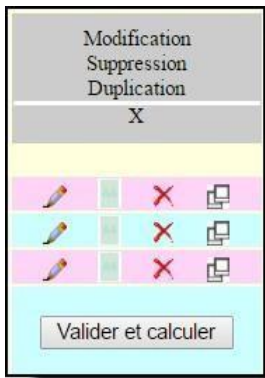 Modification
Suppression
Duplication
X
Valider et calculer